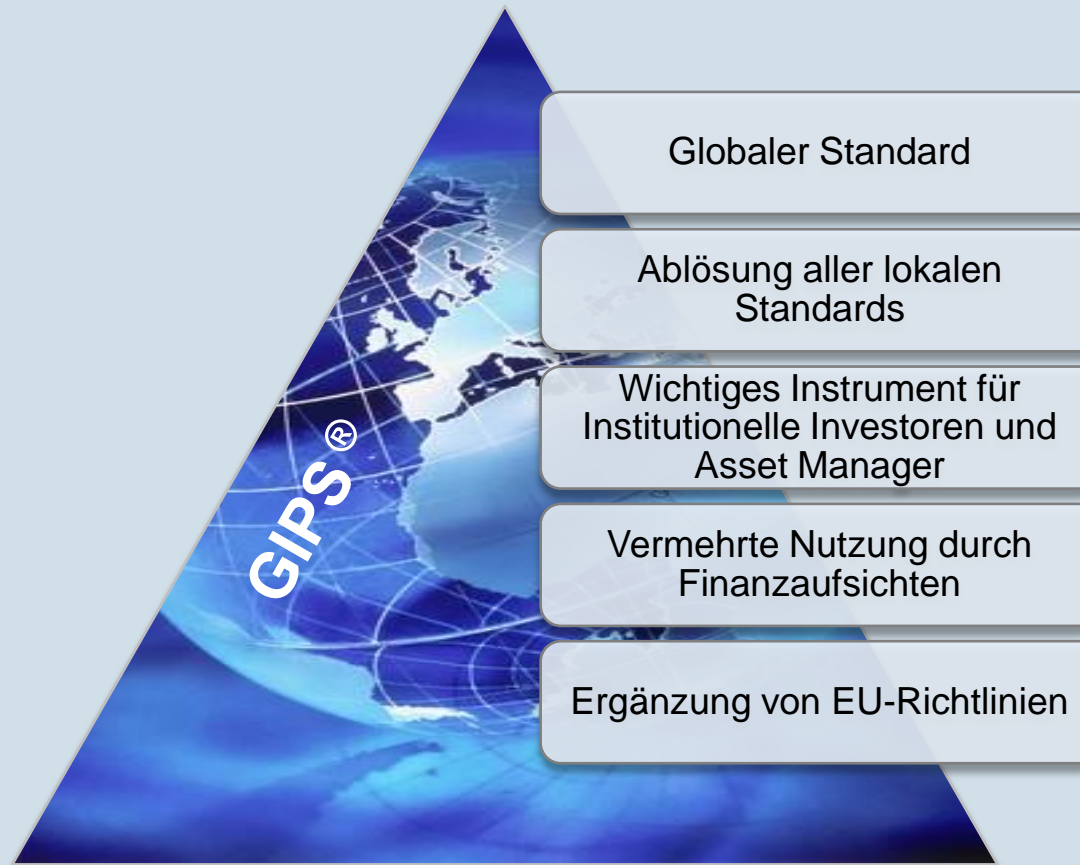 Globaler Standard
Ablösung aller lokalen
Standards
Wichtiges Instrument für
Institutionelle Investoren und
Asset Manager
GIPS ®
Vermehrte Nutzung durch
Finanzaufsichten
Ergänzung von EU-Richtlinien